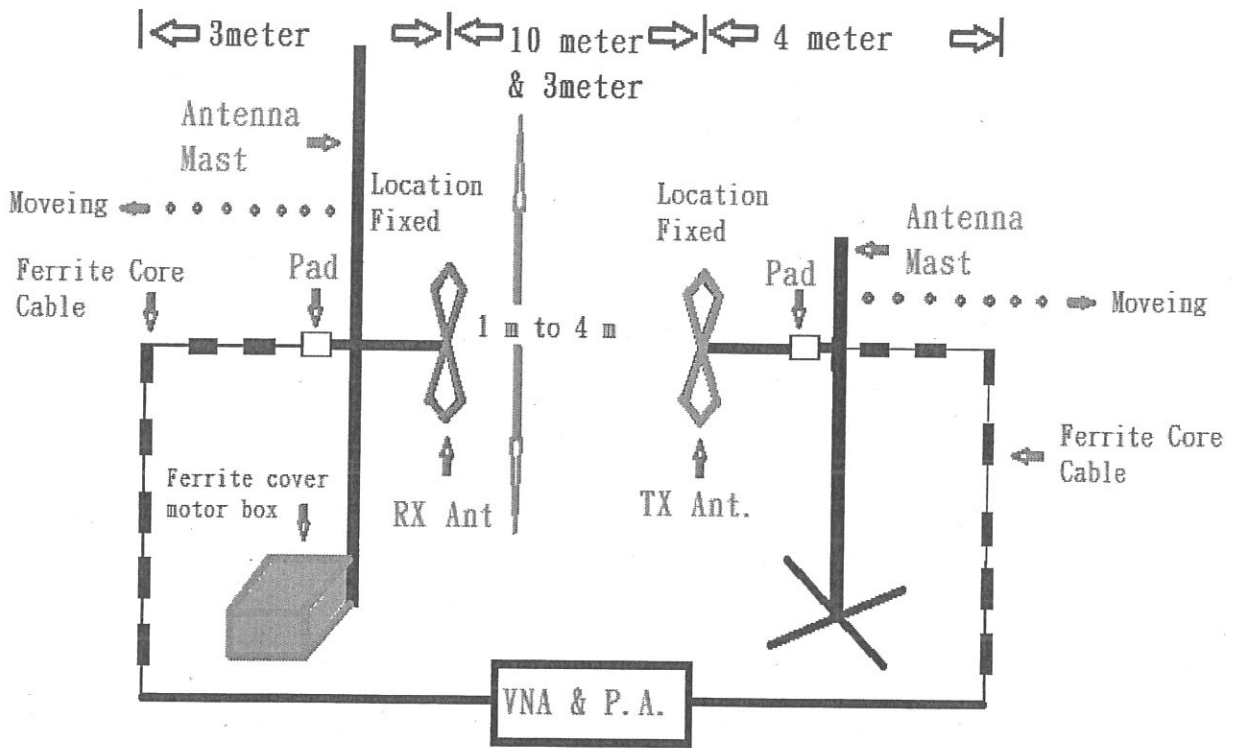 3meter
10 meter
& 3meter
4 meter
Antenna
Mast
Moveing
Location
Fixed
Ferrite Core
Cable
Pad
1 m to 4 m
Location
Fixed
Pad
Antenna
Mast
Moveing
Ferrite cover
motor box
RX Ant
TX Ant.
Ferrite Core
Cable
VNA & P.A.